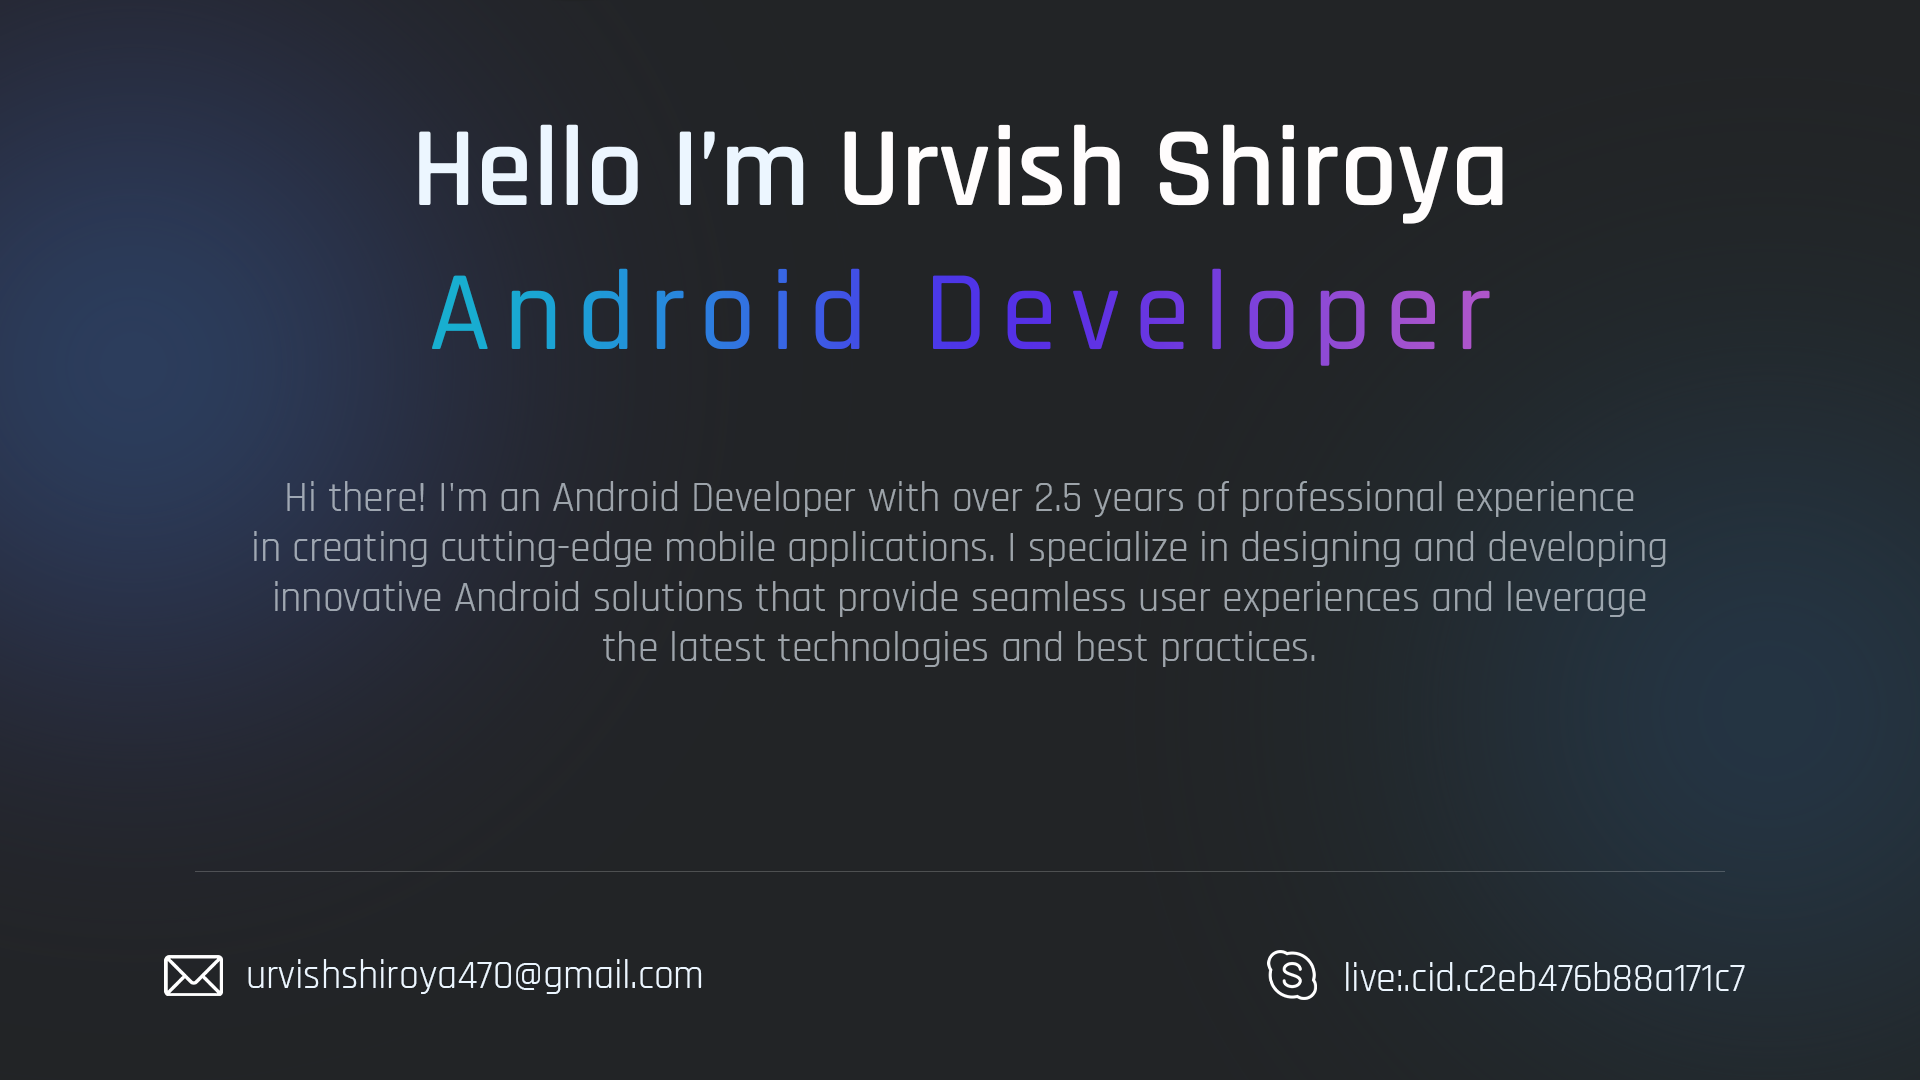 Hello I’m Urvish Shiroya
Android Developer
Hi there! I'm an Android Developer with over 2.5 years of professional experience
in creating cutting-edge mobile applications. I specialize in designing and developing
innovative Android solutions that provide seamless user experiences and leverage
the latest technologies and best practices.
urvishshiroya470@gmail.com
live:.cid.c2eb476b88a171c7